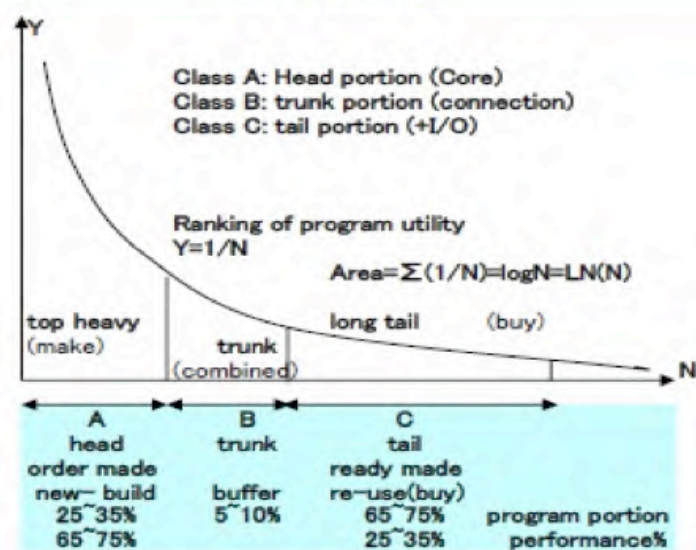 Y
Class A: Head portion (Core)
Class B: trunk portion (connection)
Class C: tail portion (+I/O)
Ranking of program utility
Y=1/N
Area=Σ(1/N)=logN=LN(N)
top heavy
(make)
trunk
(combined)
long tail (buy)
N
A B C
head trunk tail
order made ready made
new- build buffer re-use(buy)
25~35% 5~10% 65~75% program portion
65~75% 25~35% performance%